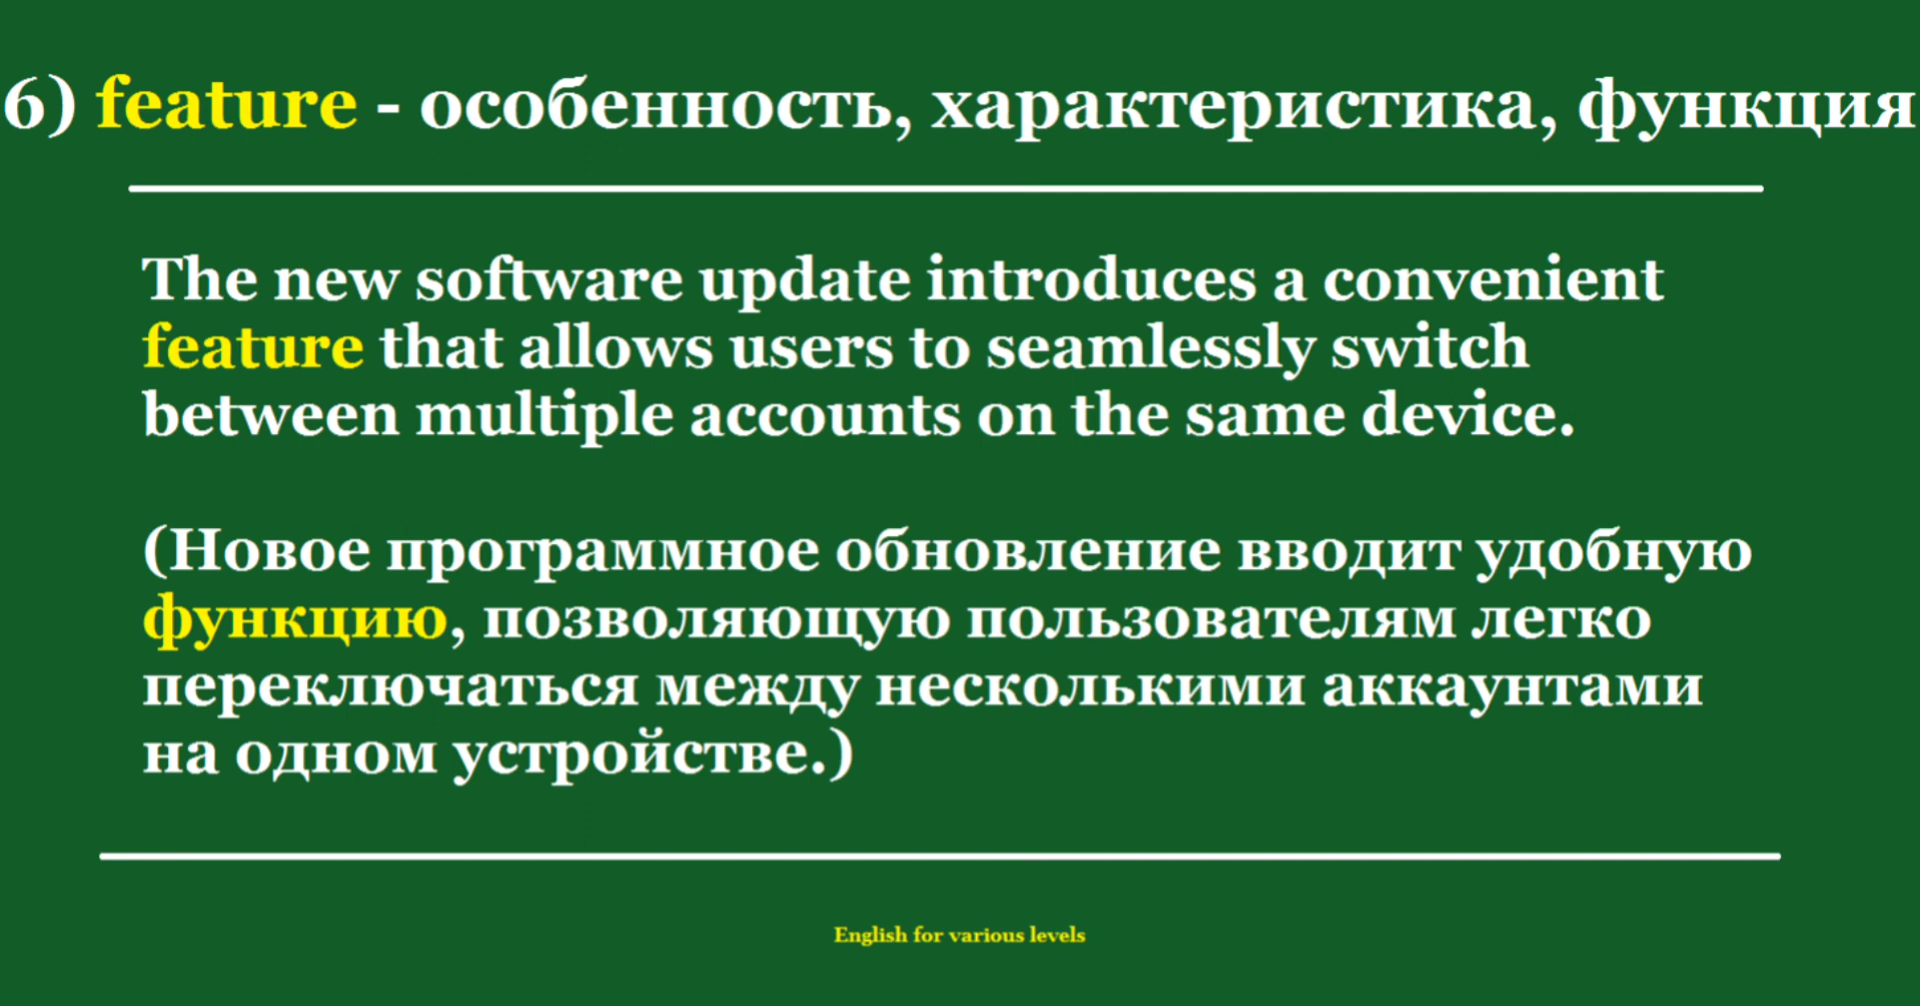 6) feature - особенность, характеристика, функция
The new software update introduces a convenient
feature that allows users to seamlessly switch
between multiple accounts on the same device.
(Новое программное обновление вводит удобную
функцию, позволяющую пользователям легко
переключаться между несколькими аккаунтами
на одном устройстве.)
English for various levels